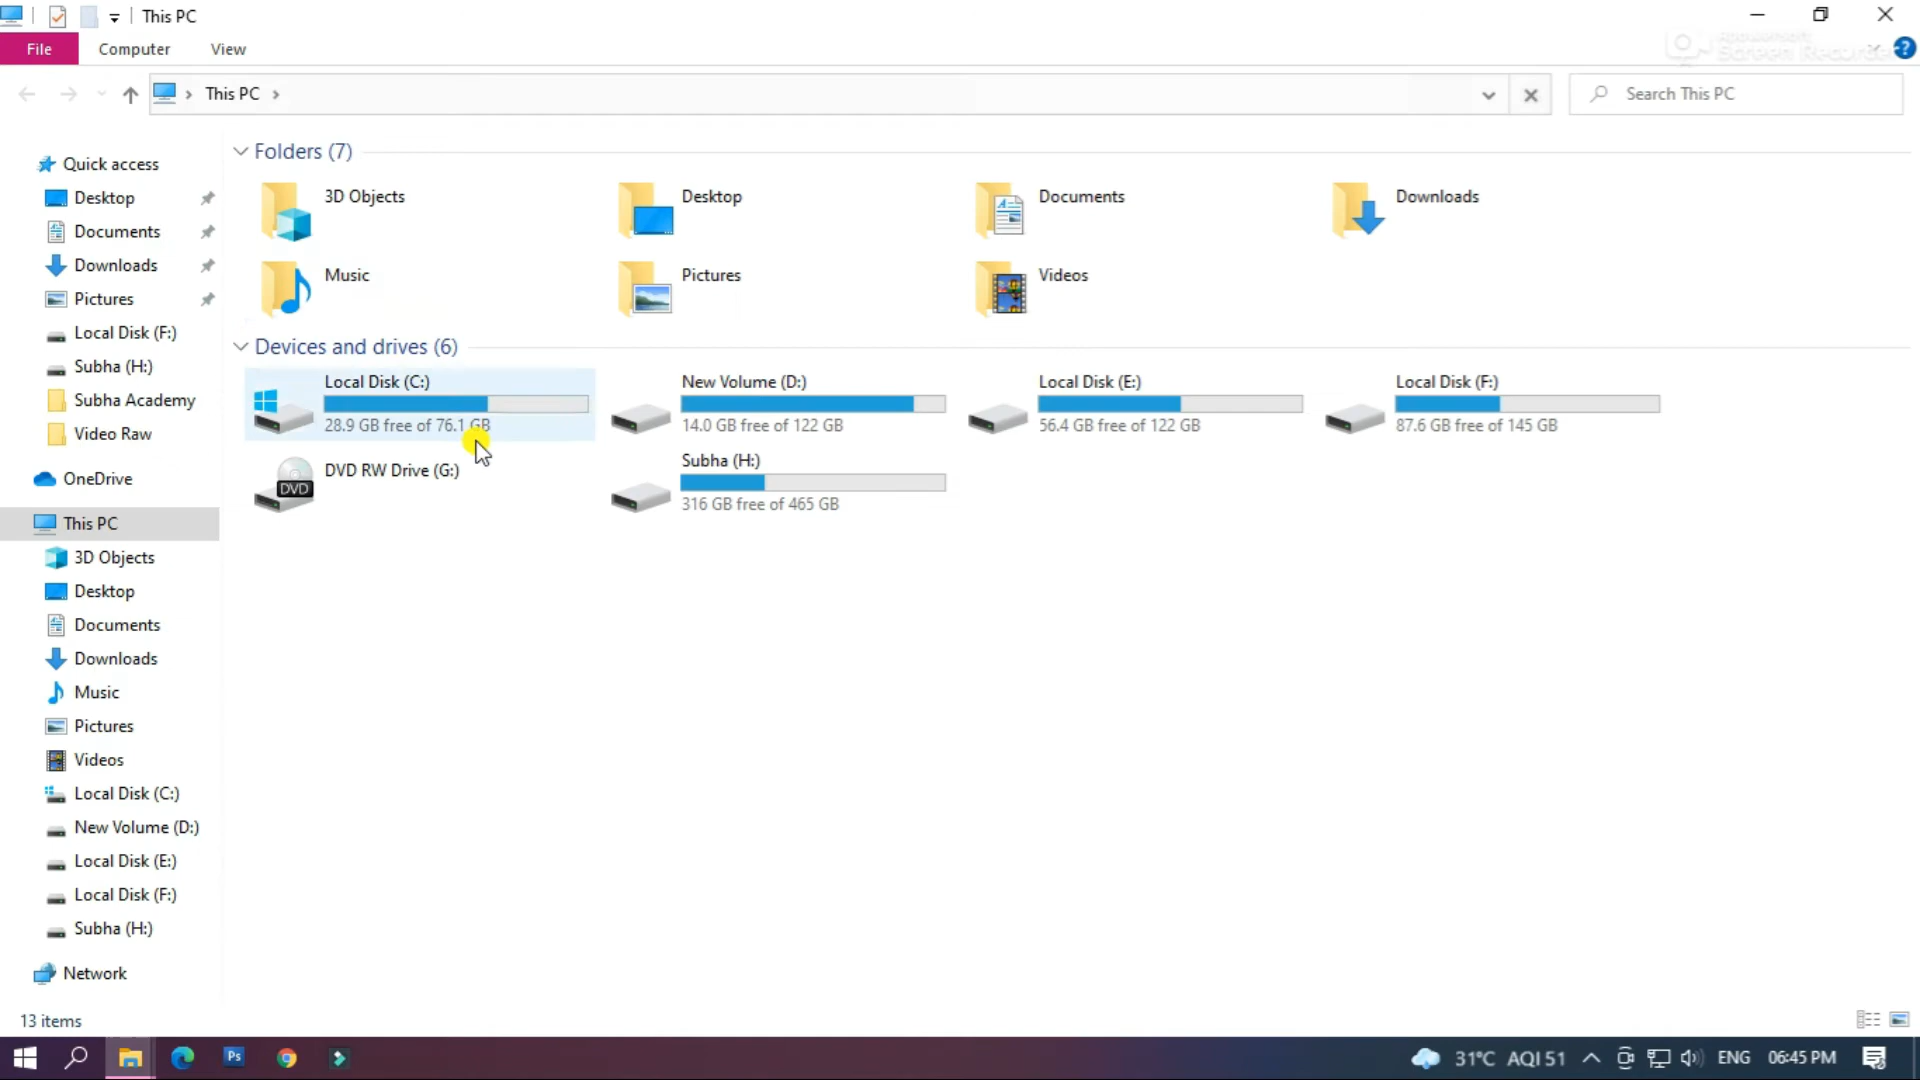 This PC
File Computer View
Apowersoft
Screen Recorder
?
This PC
Search This PC
Quick access
Desktop
Documents
Downloads
Pictures
Local Disk (F:)
Subha (H:)
Subha Academy
Video Raw
OneDrive
This PC
3D Objects
Desktop
Documents
Downloads
Music
Pictures
Videos
Local Disk (C:)
New Volume (D:)
Local Disk (E:)
Local Disk (F:)
Subha (H:)
Network
Folders (7)
3D Objects
Desktop
Documents
Downloads
Music
Pictures
Videos
Devices and drives (6)
Local Disk (C:)
28.9 GB free of 76.1 GB
New Volume (D:)
14.0 GB free of 122 GB
Local Disk (E:)
56.4 GB free of 122 GB
Local Disk (F:)
87.6 GB free of 145 GB
DVD
DVD RW Drive (G:)
Subha (H:)
316 GB free of 465 GB
13 items
Ps
31°C AQI 51 ENG 06:45 PM